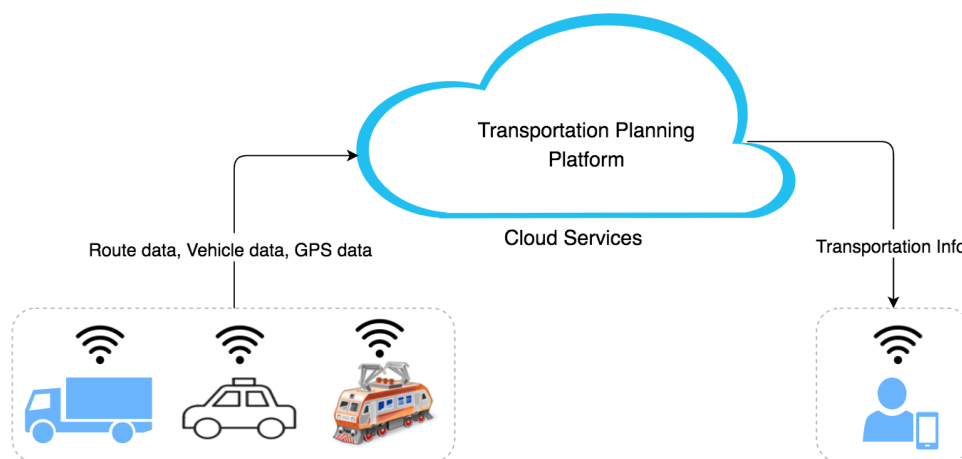 Transportation Planning
Platform
Cloud Services
Route data, Vehicle data, GPS data
Transportation Info